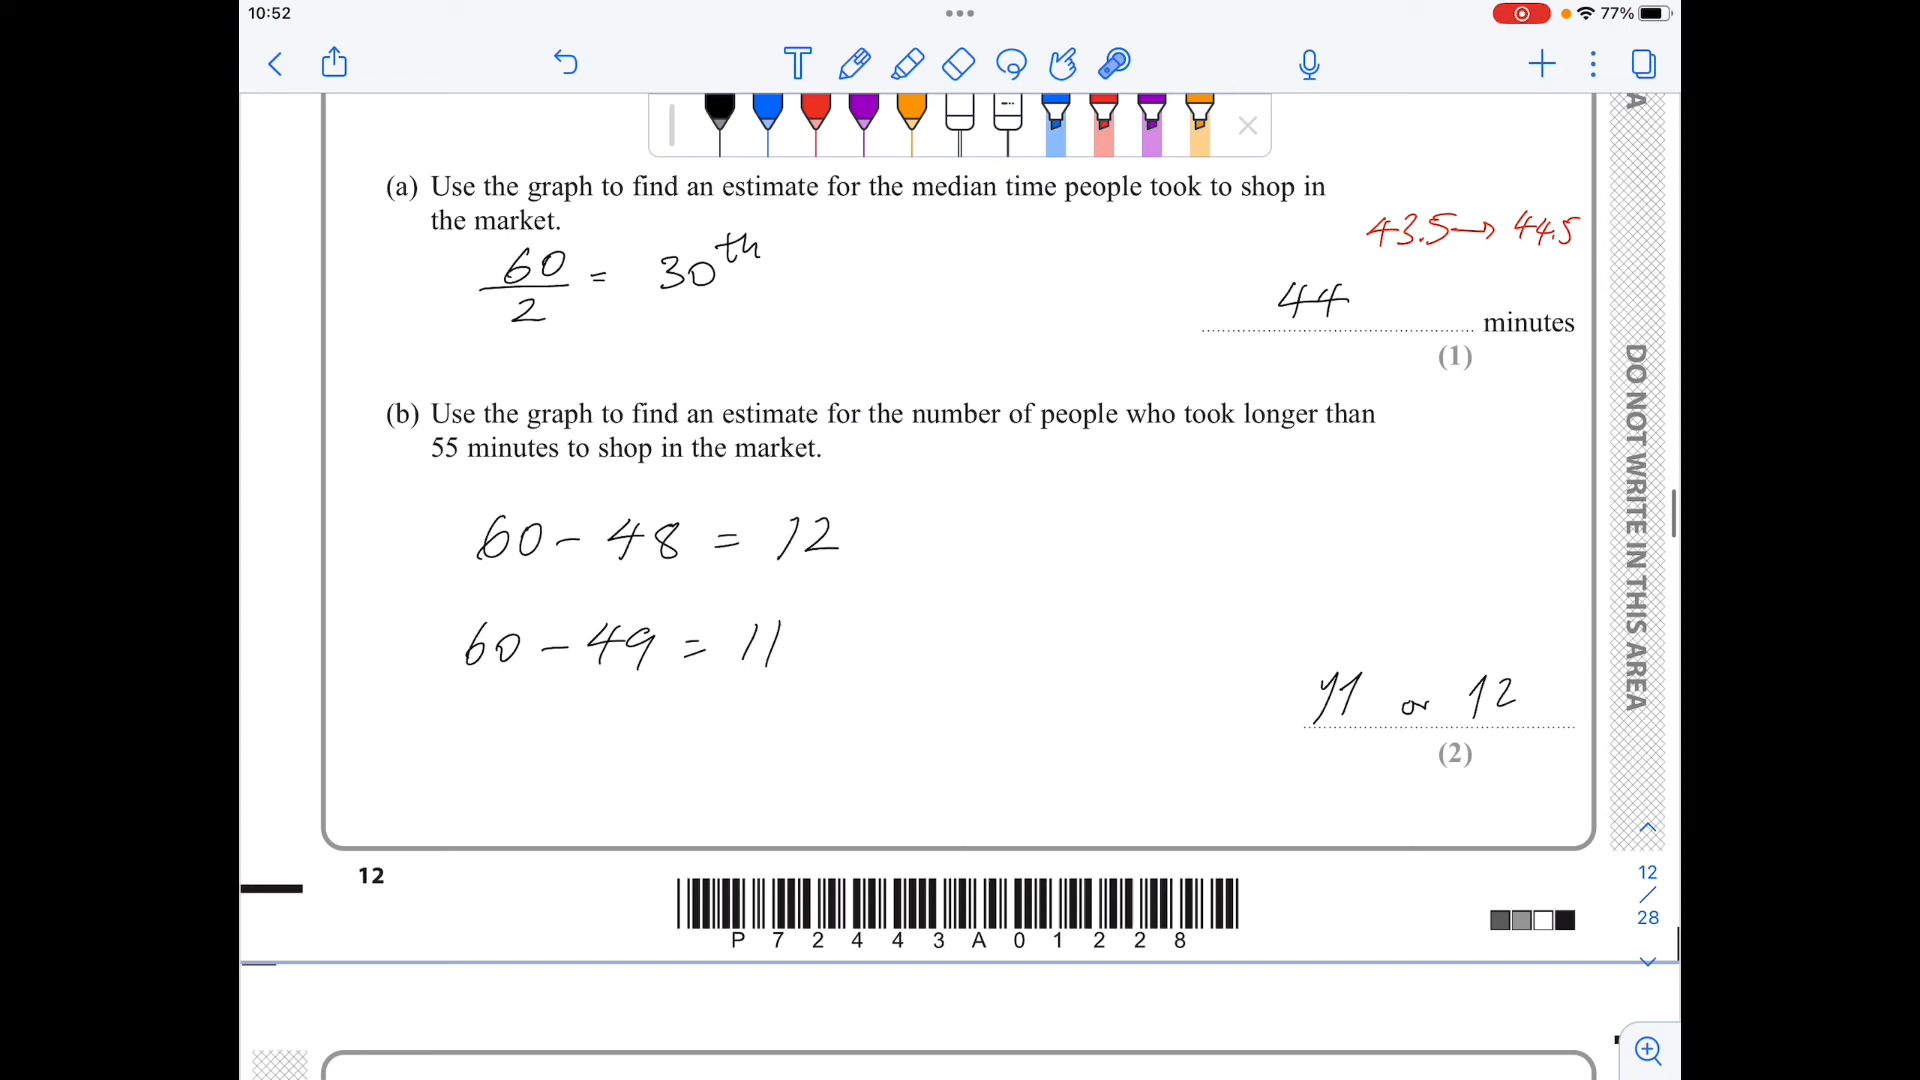 10:52
77%
A
(a) Use the graph to find an estimate for the median time people took to shop in
the market.
43.5 → 44.5
60/2 = 30th
44
minutes
(1)
(b) Use the graph to find an estimate for the number of people who took longer than
55 minutes to shop in the market.
60 - 48 = 12
60 - 49 = 11
11 or 12
(2)
DO NOT WRITE IN THIS AREA
12
P 7 2 4 4 3 A 0 1 2 2 8
12
/
28